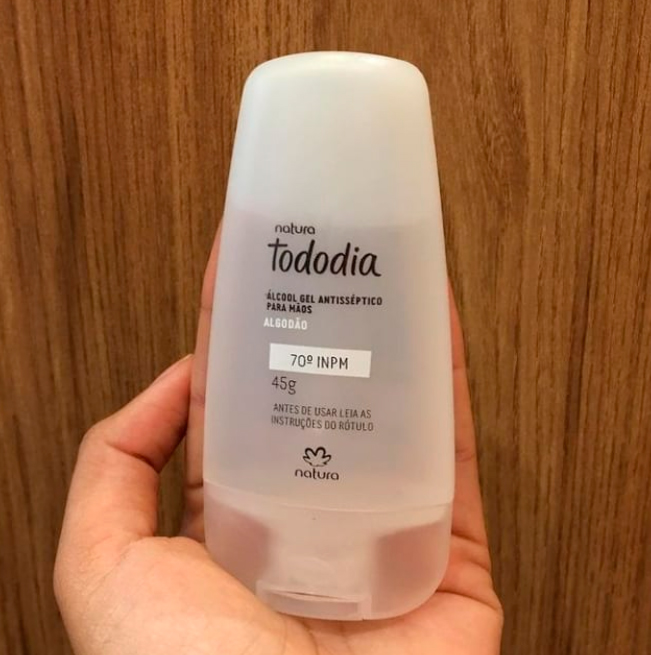 natura
tododia
ÁLCOOL GEL ANTISSÉPTICO
PARA MÃOS
ALGODÃO
70º INPM
45g
ANTES DE USAR LEIA AS
INSTRUÇÕES DO RÓTULO
natura